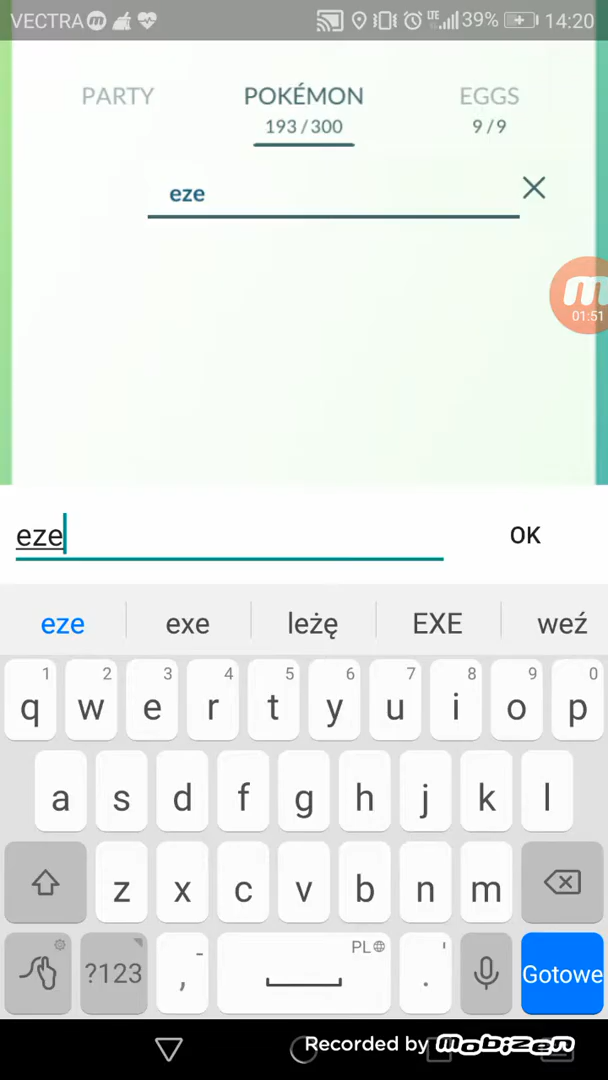 VECTRA m LTE 39% 14:20
PARTY POKÉMON EGGS
193 / 300 9 / 9
eze
m
01:51
eze OK
eze exe leżę EXE weź
1 2 3 4 5 6 7 8 9 0
q w e r t y u i o p
a s d f g h j k l
z x c v b n m
?123 , - PL . ' Gotowe
Recorded by mobizen